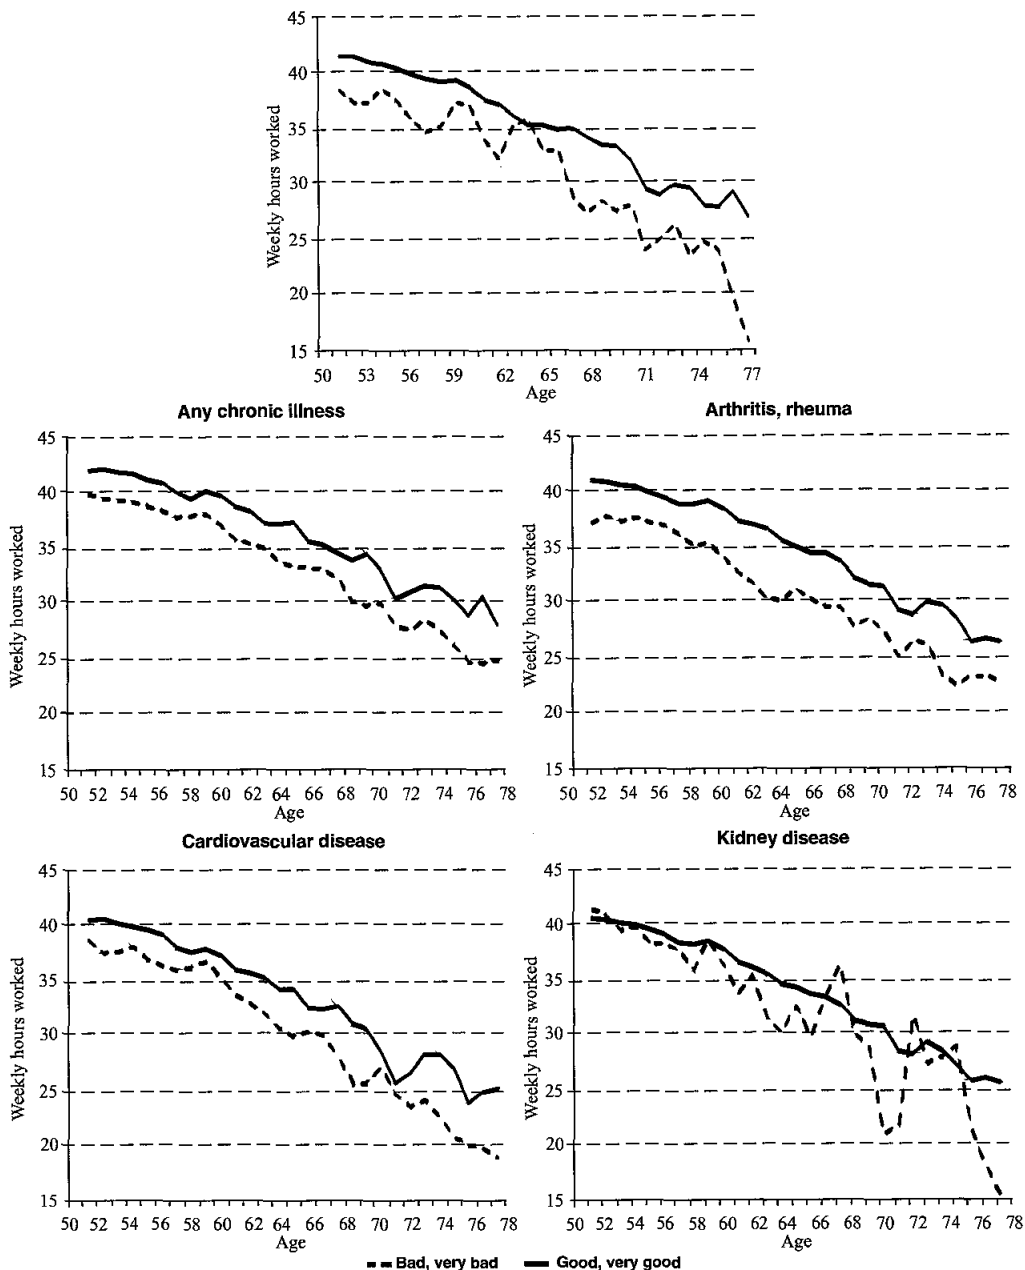 45
40
35
30
25
20
15
Weekly hours worked
50 53 56 59 62 65 68 71 74 77
Age
Any chronic illness
45
40
35
30
25
20
15
Weekly hours worked
50 52 54 56 58 60 62 64 66 68 70 72 74 76 78
Age
Arthritis, rheuma
45
40
35
30
25
20
15
Weekly hours worked
50 52 54 56 58 60 62 64 66 68 70 72 74 76 78
Age
Cardiovascular disease
45
40
35
30
25
20
15
Weekly hours worked
50 52 54 56 58 60 62 64 66 68 70 72 74 76 78
Age
Kidney disease
45
40
35
30
25
20
15
Weekly hours worked
50 52 54 56 58 60 62 64 66 68 70 72 74 76 78
Age
Bad, very bad Good, very good